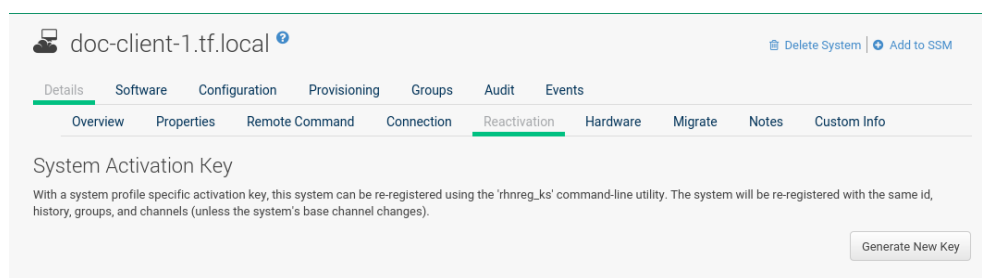 doc-client-1.tf.local ?
Delete System | Add to SSM
Details Software Configuration Provisioning Groups Audit Events
Overview Properties Remote Command Connection Reactivation Hardware Migrate Notes Custom Info
System Activation Key
With a system profile specific activation key, this system can be re-registered using the 'rhnreg_ks' command-line utility. The system will be re-registered with the same id,
history, groups, and channels (unless the system's base channel changes).
Generate New Key